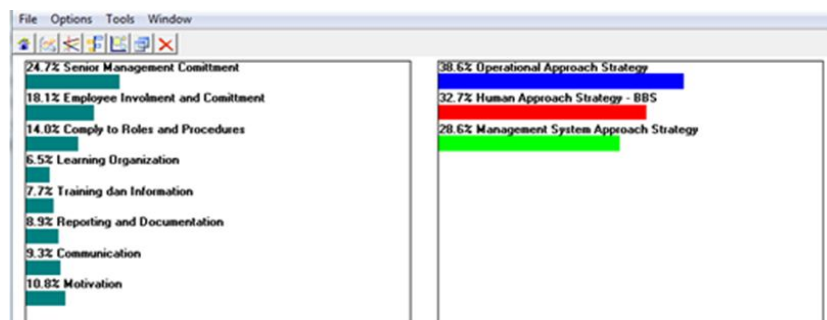 File Options Tools Window
24.7% Senior Management Comittment
18.1% Employee Involment and Comittment
14.0% Comply to Roles and Procedures
6.5% Learning Organization
7.7% Training dan Information
8.9% Reporting and Documentation
9.3% Communication
10.8% Motivation
38.6% Operational Approach Strategy
32.7% Human Approach Strategy - BBS
28.6% Management System Approach Strategy